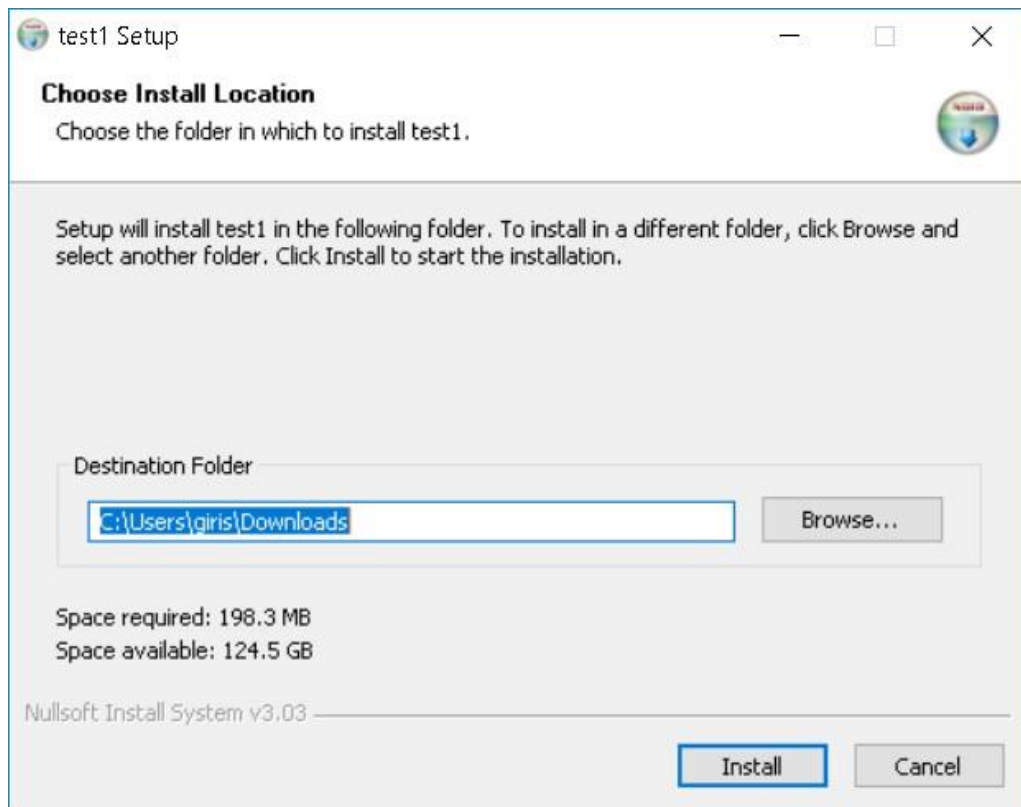 test1 Setup
Choose Install Location
Choose the folder in which to install test1.
Setup will install test1 in the following folder. To install in a different folder, click Browse and
select another folder. Click Install to start the installation.
Destination Folder
C:\Users\giris\Downloads
Browse...
Space required: 198.3 MB
Space available: 124.5 GB
Nullsoft Install System v3.03
Install
Cancel